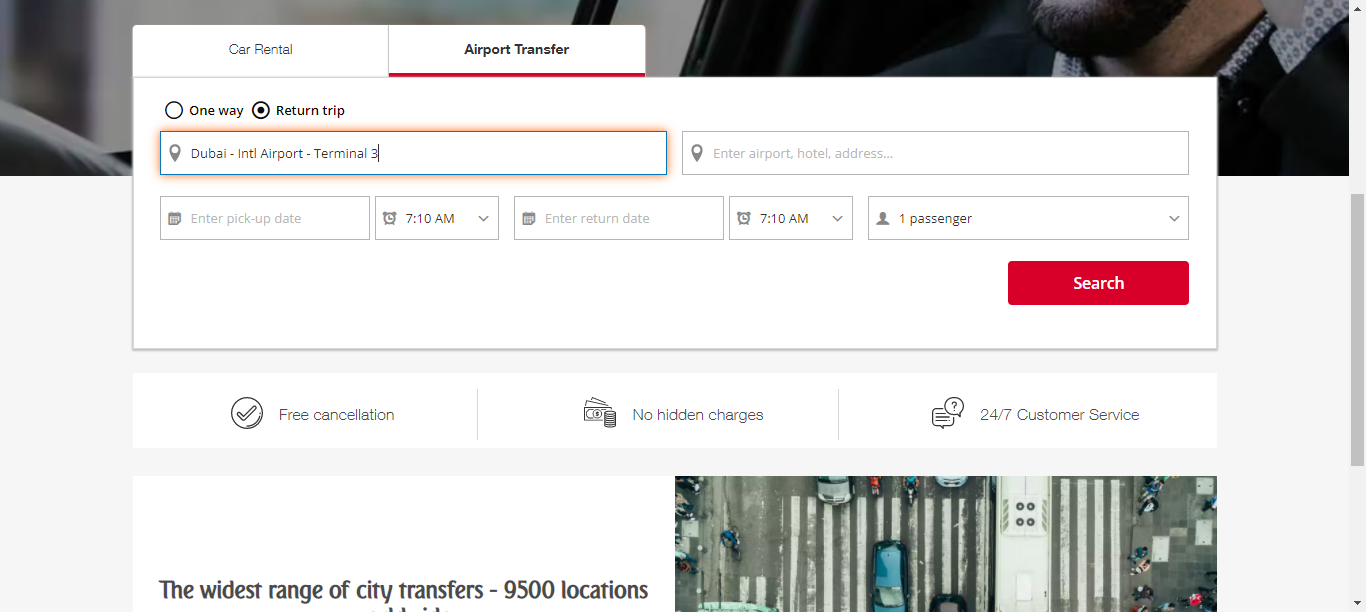 Car Rental
Airport Transfer
One way Return trip
Dubai - Intl Airport - Terminal 3
Enter airport, hotel, address...
Enter pick-up date
7:10 AM
Enter return date
7:10 AM
1 passenger
Search
Free cancellation
No hidden charges
24/7 Customer Service
The widest range of city transfers - 9500 locations